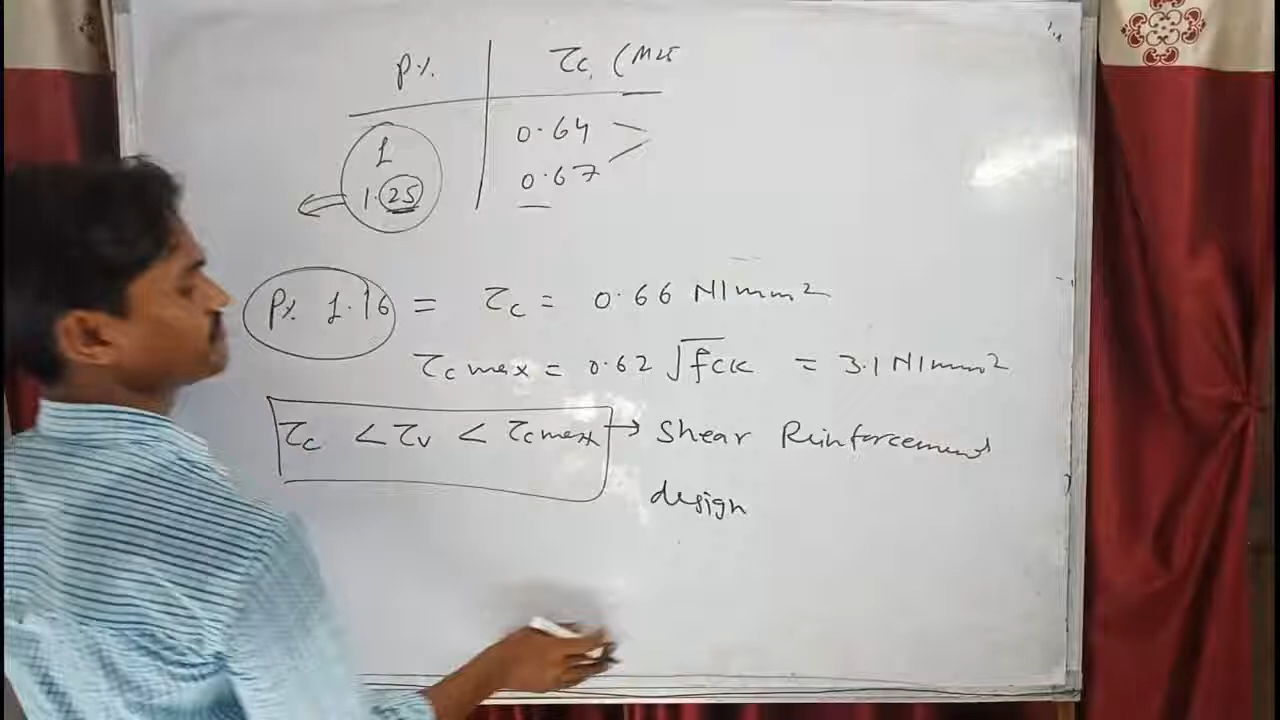 P% τc (M25
1 0.64
1.25 0.67
P% 1.16 = τc = 0.66 N/mm²
τc max = 0.62 √fck = 3.1 N/mm²
τc < τv < τc max → Shear Reinforcement
design